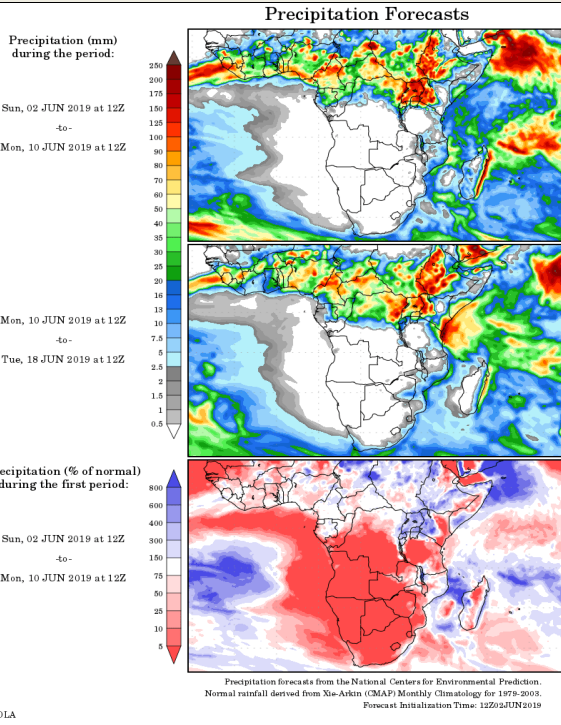 Precipitation Forecasts
Precipitation (mm)
during the period:
Sun, 02 JUN 2019 at 12Z
-to-
Mon, 10 JUN 2019 at 12Z
250
200
175
150
125
100
90
80
70
60
50
40
35
30
25
20
16
13
10
7.5
5
2.5
2
1.5
1
0.5
Mon, 10 JUN 2019 at 12Z
-to-
Tue, 18 JUN 2019 at 12Z
ecipitation (% of normal)
during the first period:
Sun, 02 JUN 2019 at 12Z
-to-
Mon, 10 JUN 2019 at 12Z
800
600
400
300
150
75
50
25
10
5
Precipitation forecasts from the National Centers for Environmental Prediction.
Normal rainfall derived from Xie-Arkin (CMAP) Monthly Climatology for 1979-2003.
Forecast Initialization Time: 12Z02JUN2019
OLA